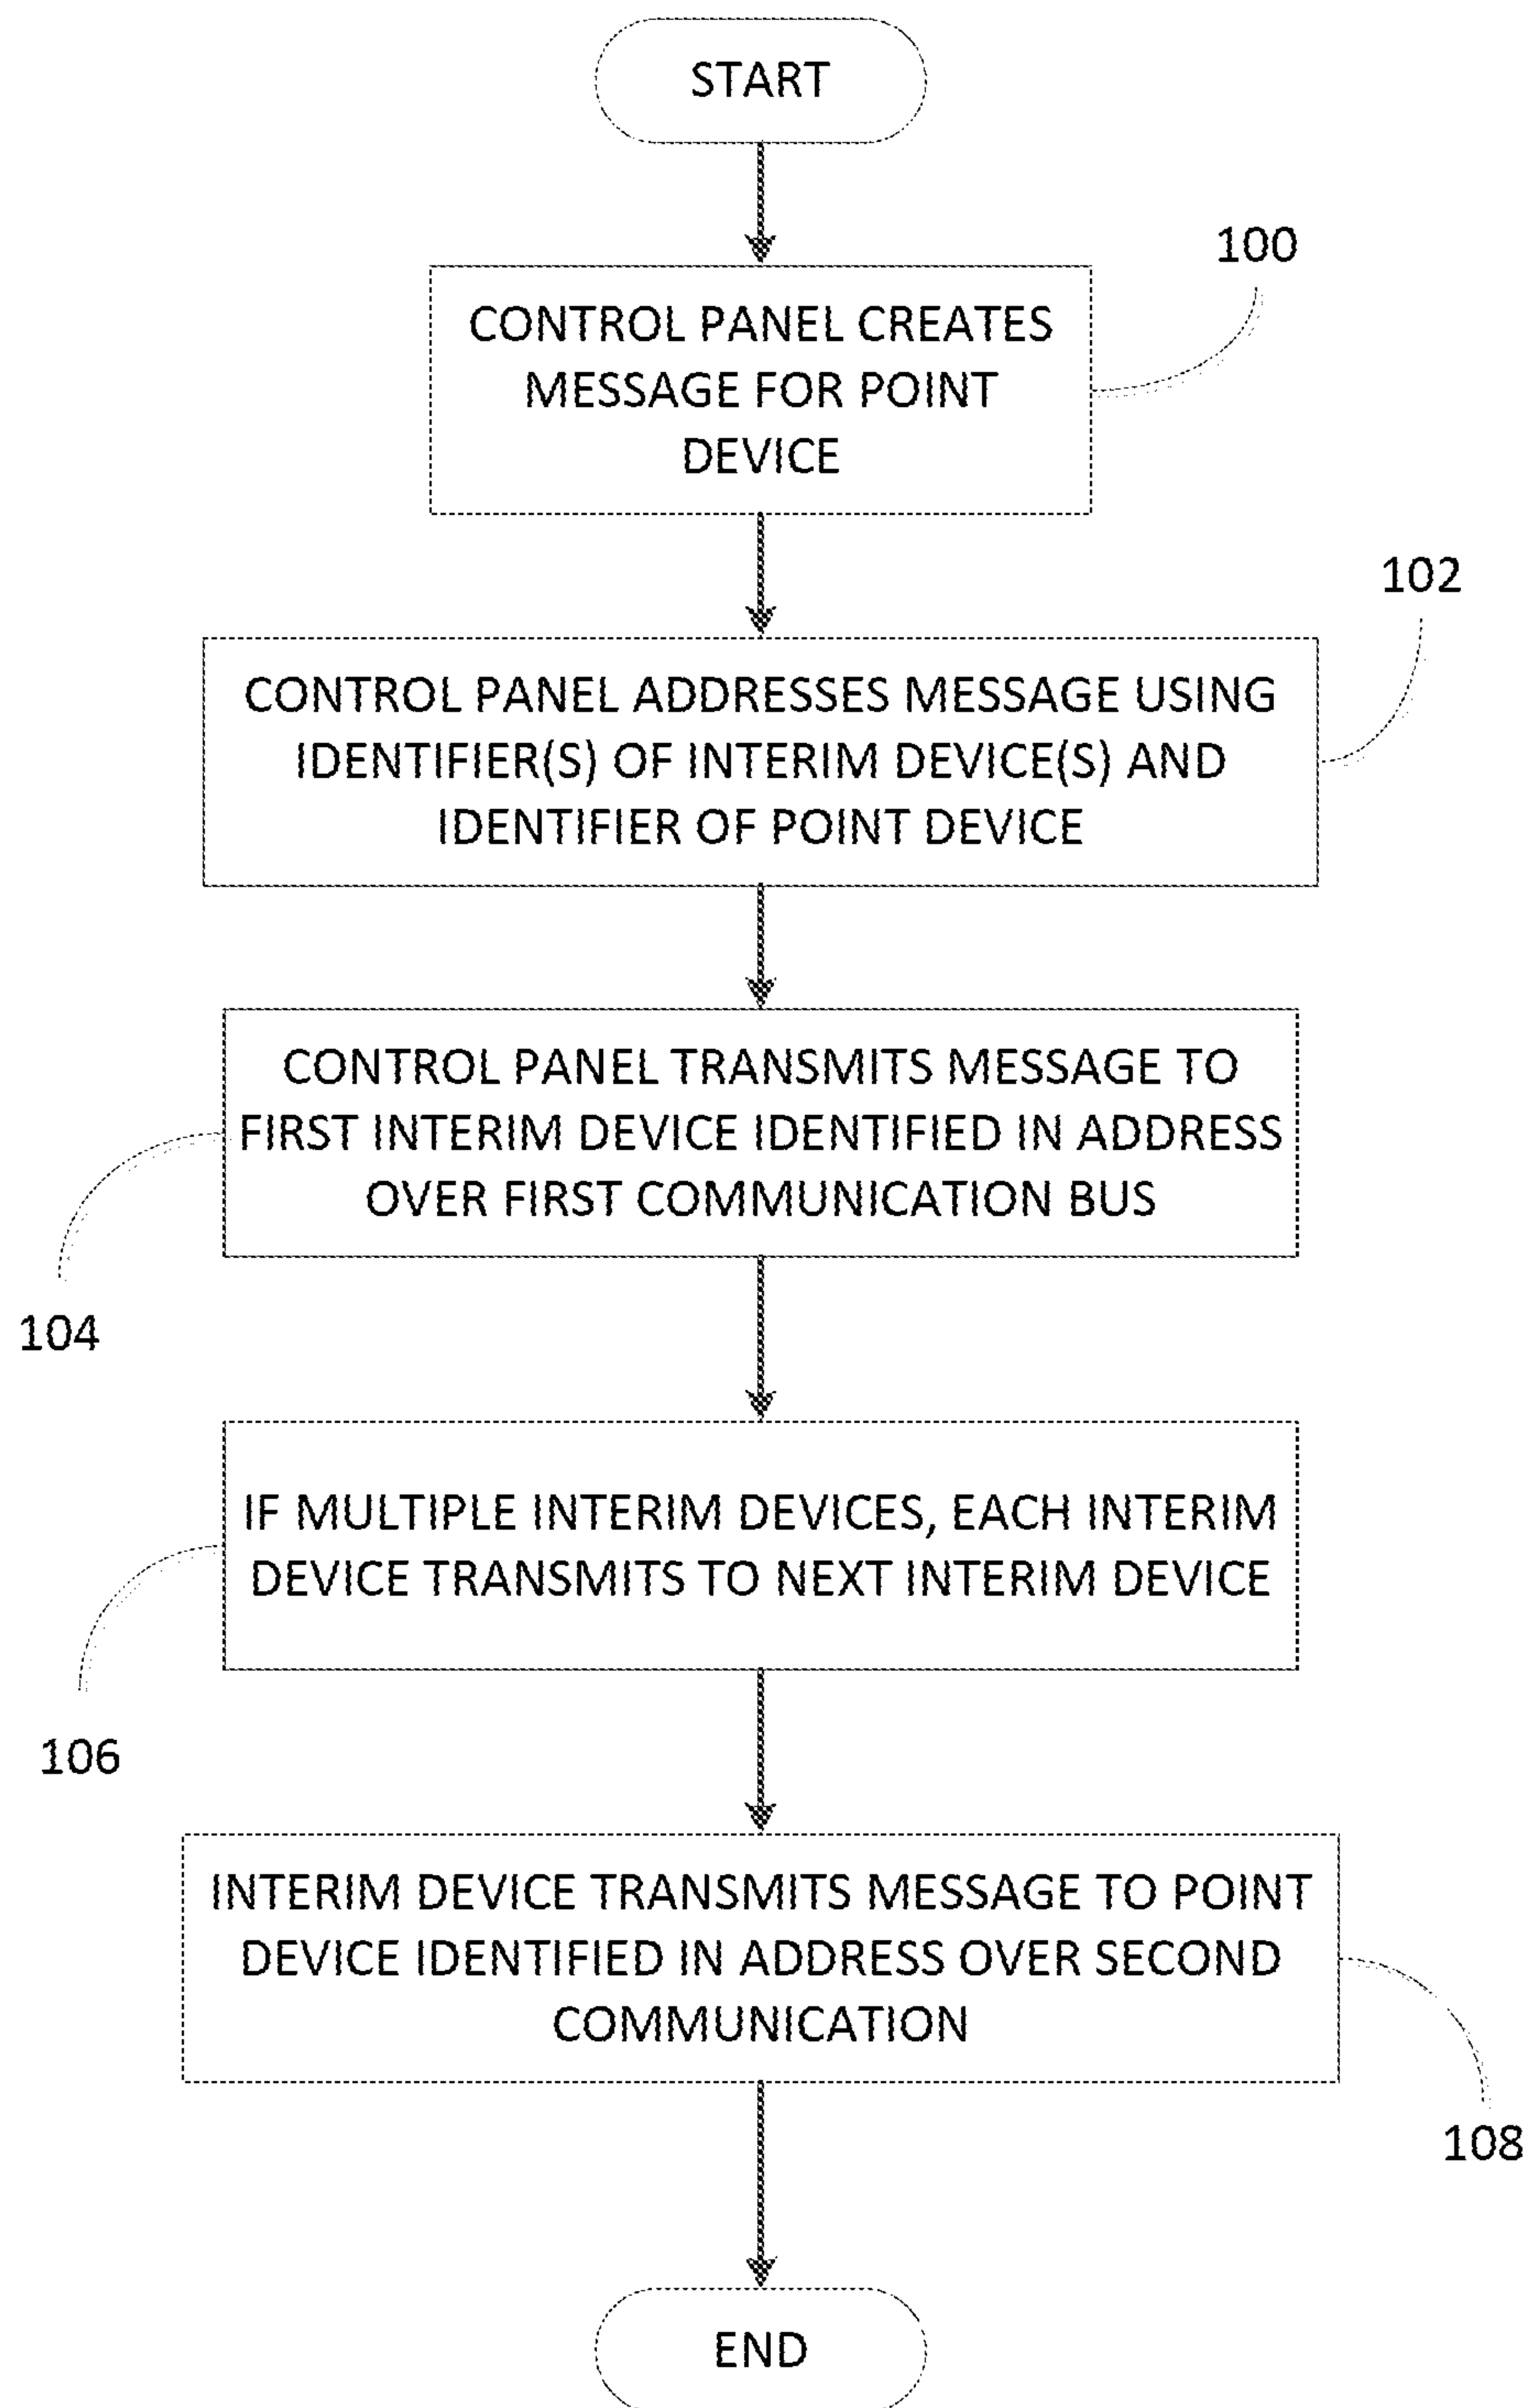 START
100
CONTROL PANEL CREATES
MESSAGE FOR POINT
DEVICE
102
CONTROL PANEL ADDRESSES MESSAGE USING
IDENTIFIER(S) OF INTERIM DEVICE(S) AND
IDENTIFIER OF POINT DEVICE
CONTROL PANEL TRANSMITS MESSAGE TO
FIRST INTERIM DEVICE IDENTIFIED IN ADDRESS
OVER FIRST COMMUNICATION BUS
104
IF MULTIPLE INTERIM DEVICES, EACH INTERIM
DEVICE TRANSMITS TO NEXT INTERIM DEVICE
106
INTERIM DEVICE TRANSMITS MESSAGE TO POINT
DEVICE IDENTIFIED IN ADDRESS OVER SECOND
COMMUNICATION
108
END